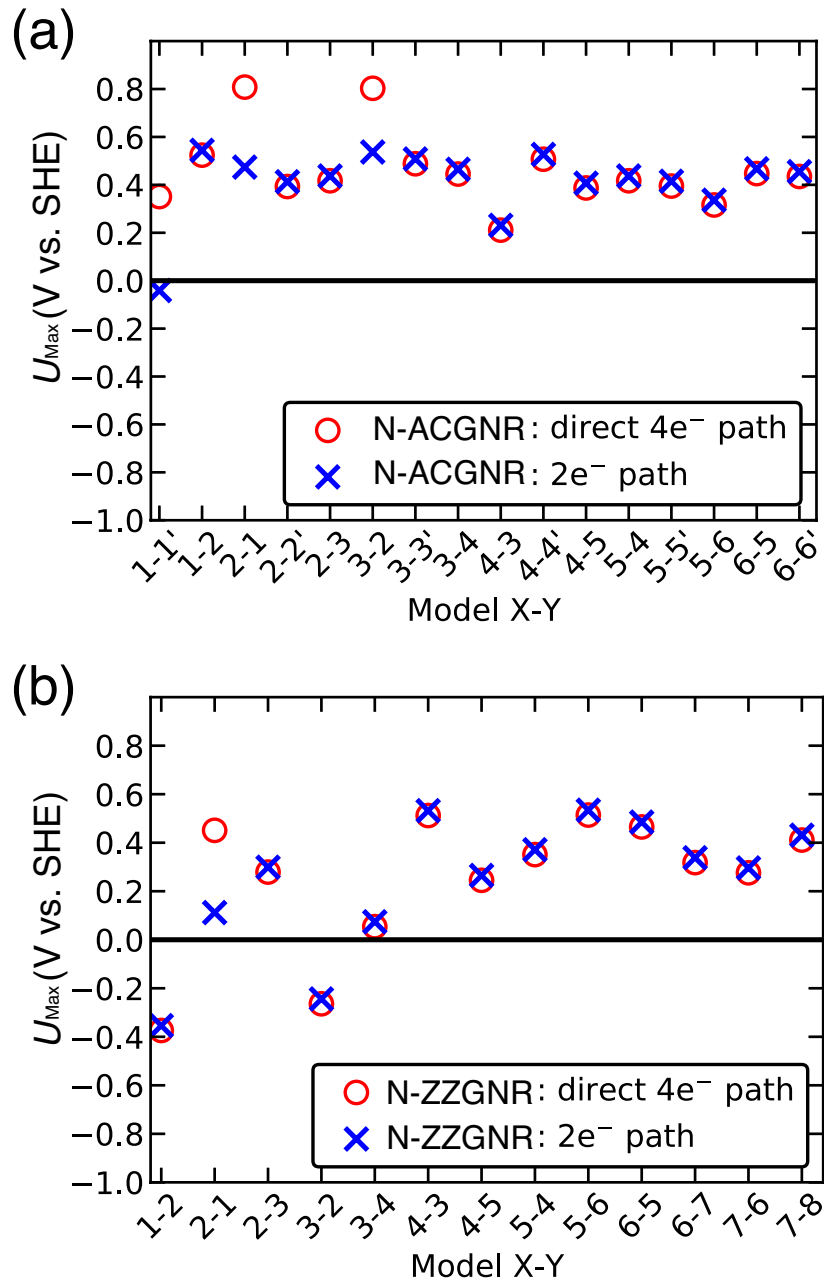 (a)
0.8
0.6
0.4
0.2
0.0
−0.2
−0.4
−0.6
−0.8
−1.0
U_Max (V vs. SHE)
N-ACGNR: direct 4e⁻ path
N-ACGNR: 2e⁻ path
1-1' 1-2 2-1 2-2' 2-3 3-2 3-3' 3-4 4-3 4-4' 4-5 5-4 5-5' 5-6 6-5 6-6'
Model X-Y
(b)
0.8
0.6
0.4
0.2
0.0
−0.2
−0.4
−0.6
−0.8
−1.0
U_Max (V vs. SHE)
N-ZZGNR: direct 4e⁻ path
N-ZZGNR: 2e⁻ path
1-2 2-1 2-3 3-2 3-4 4-3 4-5 5-4 5-6 6-5 6-7 7-6 7-8
Model X-Y